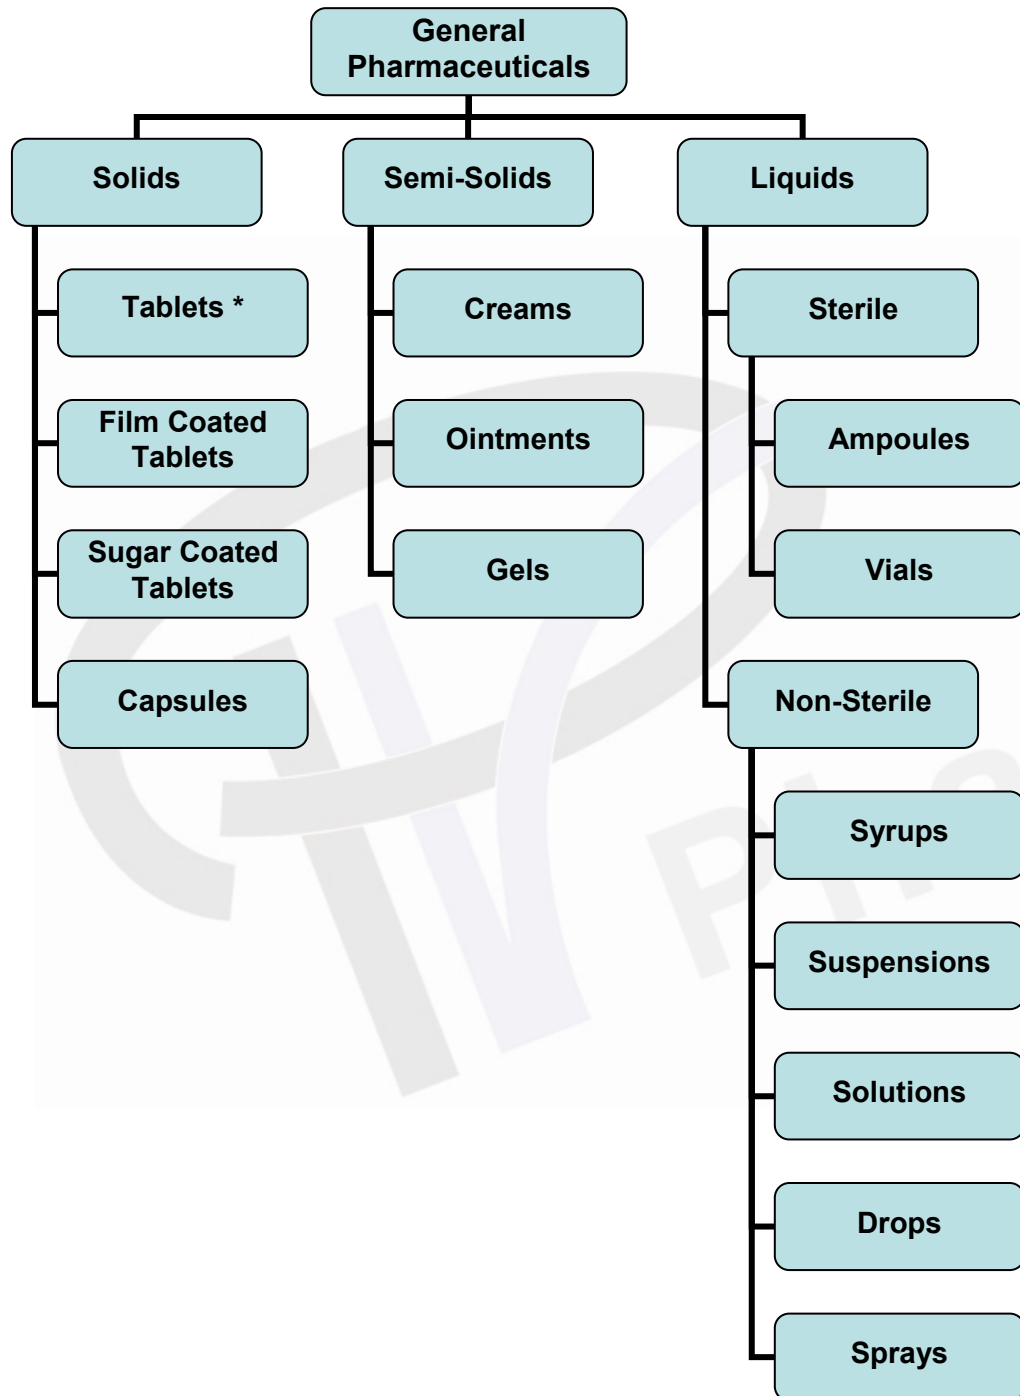 General
Pharmaceuticals
Solids
Semi-Solids
Liquids
Tablets *
Creams
Sterile
Film Coated
Tablets
Ointments
Ampoules
Sugar Coated
Tablets
Gels
Vials
Capsules
Non-Sterile
Syrups
Suspensions
Solutions
Drops
Sprays